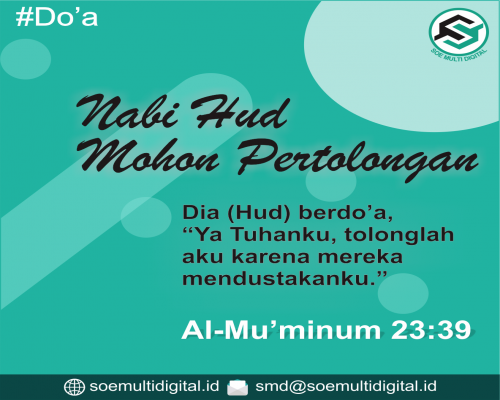 #Do’a
SOE MULTI DIGITAL
Nabi Hud
Mohon Pertolongan
Dia (Hud) berdo’a,
“Ya Tuhanku, tolonglah
aku karena mereka
mendustakanku.”
Al-Mu’minum 23:39
soemultidigital.id smd@soemultidigital.id